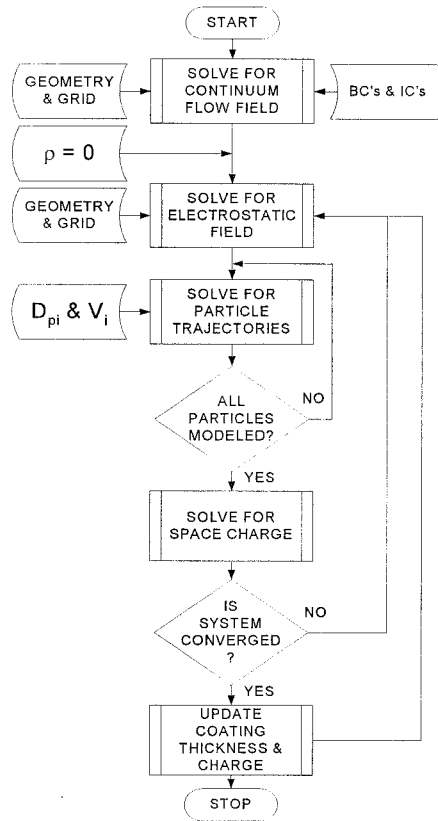 START
GEOMETRY
& GRID
SOLVE FOR
CONTINUUM
FLOW FIELD
BC's & IC's
ρ = 0
GEOMETRY
& GRID
SOLVE FOR
ELECTROSTATIC
FIELD
Dpi & Vi
SOLVE FOR
PARTICLE
TRAJECTORIES
ALL
PARTICLES
MODELED?
NO
YES
SOLVE FOR
SPACE CHARGE
IS
SYSTEM
CONVERGED
?
NO
YES
UPDATE
COATING
THICKNESS &
CHARGE
STOP